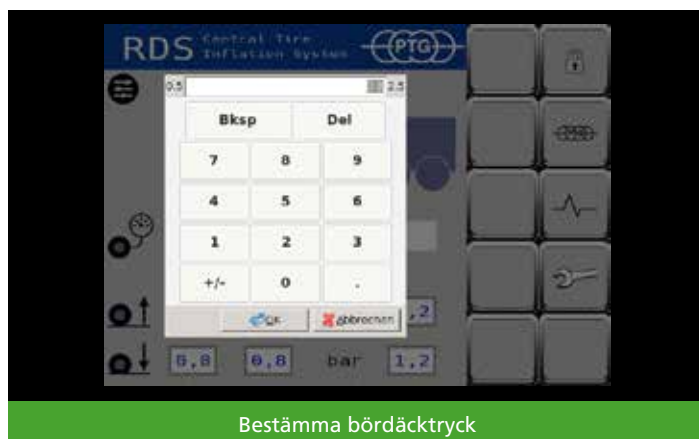 RDS Central Tire
Inflation System
PTG
0.5 2.5
Bksp Del
7 8 9
4 5 6
1 2 3
+/- 0 .
OK Abbrechen
,2
0,8 0,8 bar 1,2
Bestämma bördäcktryck